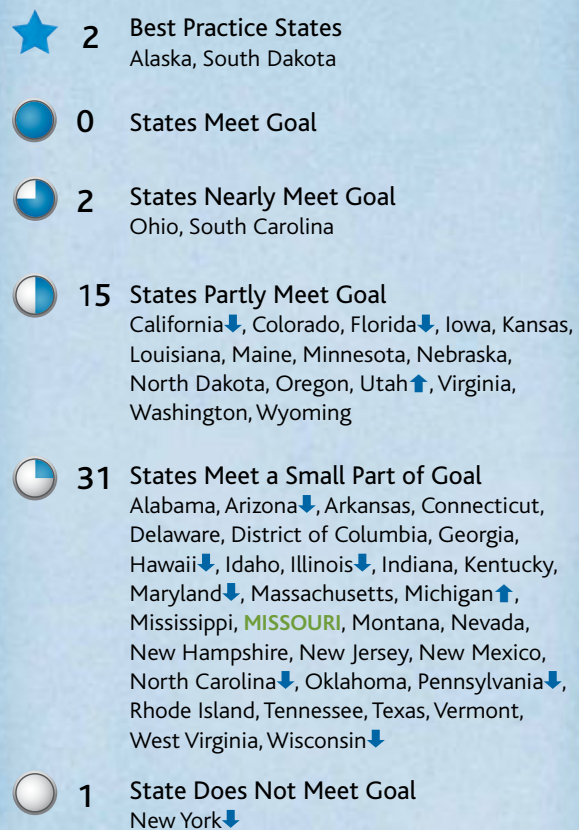 2 Best Practice States
Alaska, South Dakota
0 States Meet Goal
2 States Nearly Meet Goal
Ohio, South Carolina
15 States Partly Meet Goal
California⬇, Colorado, Florida⬇, Iowa, Kansas,
Louisiana, Maine, Minnesota, Nebraska,
North Dakota, Oregon, Utah⬆, Virginia,
Washington, Wyoming
31 States Meet a Small Part of Goal
Alabama, Arizona⬇, Arkansas, Connecticut,
Delaware, District of Columbia, Georgia,
Hawaii⬇, Idaho, Illinois⬇, Indiana, Kentucky,
Maryland⬇, Massachusetts, Michigan⬆,
Mississippi, MISSOURI, Montana, Nevada,
New Hampshire, New Jersey, New Mexico,
North Carolina⬇, Oklahoma, Pennsylvania⬇,
Rhode Island, Tennessee, Texas, Vermont,
West Virginia, Wisconsin⬇
1 State Does Not Meet Goal
New York⬇